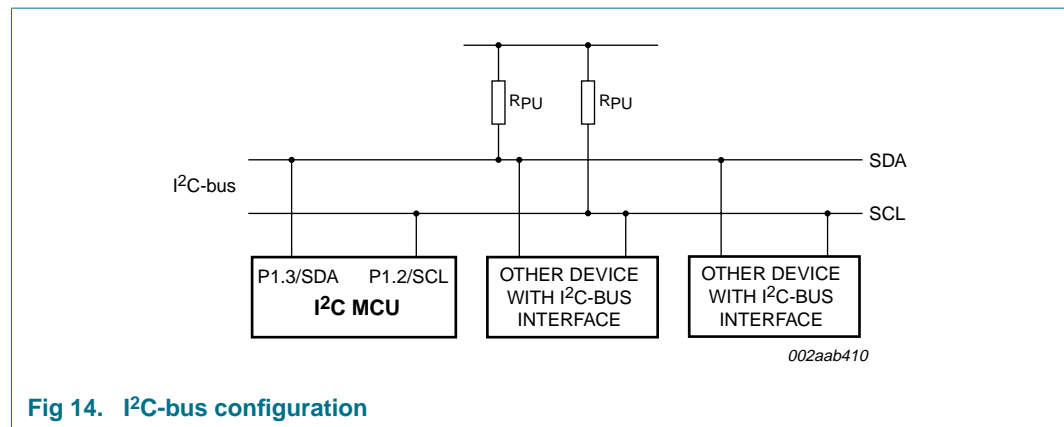 RPU RPU
SDA
I2C-bus
SCL
P1.3/SDA P1.2/SCL
I2C MCU
OTHER DEVICE
WITH I2C-BUS
INTERFACE
OTHER DEVICE
WITH I2C-BUS
INTERFACE
002aab410
Fig 14. I2C-bus configuration